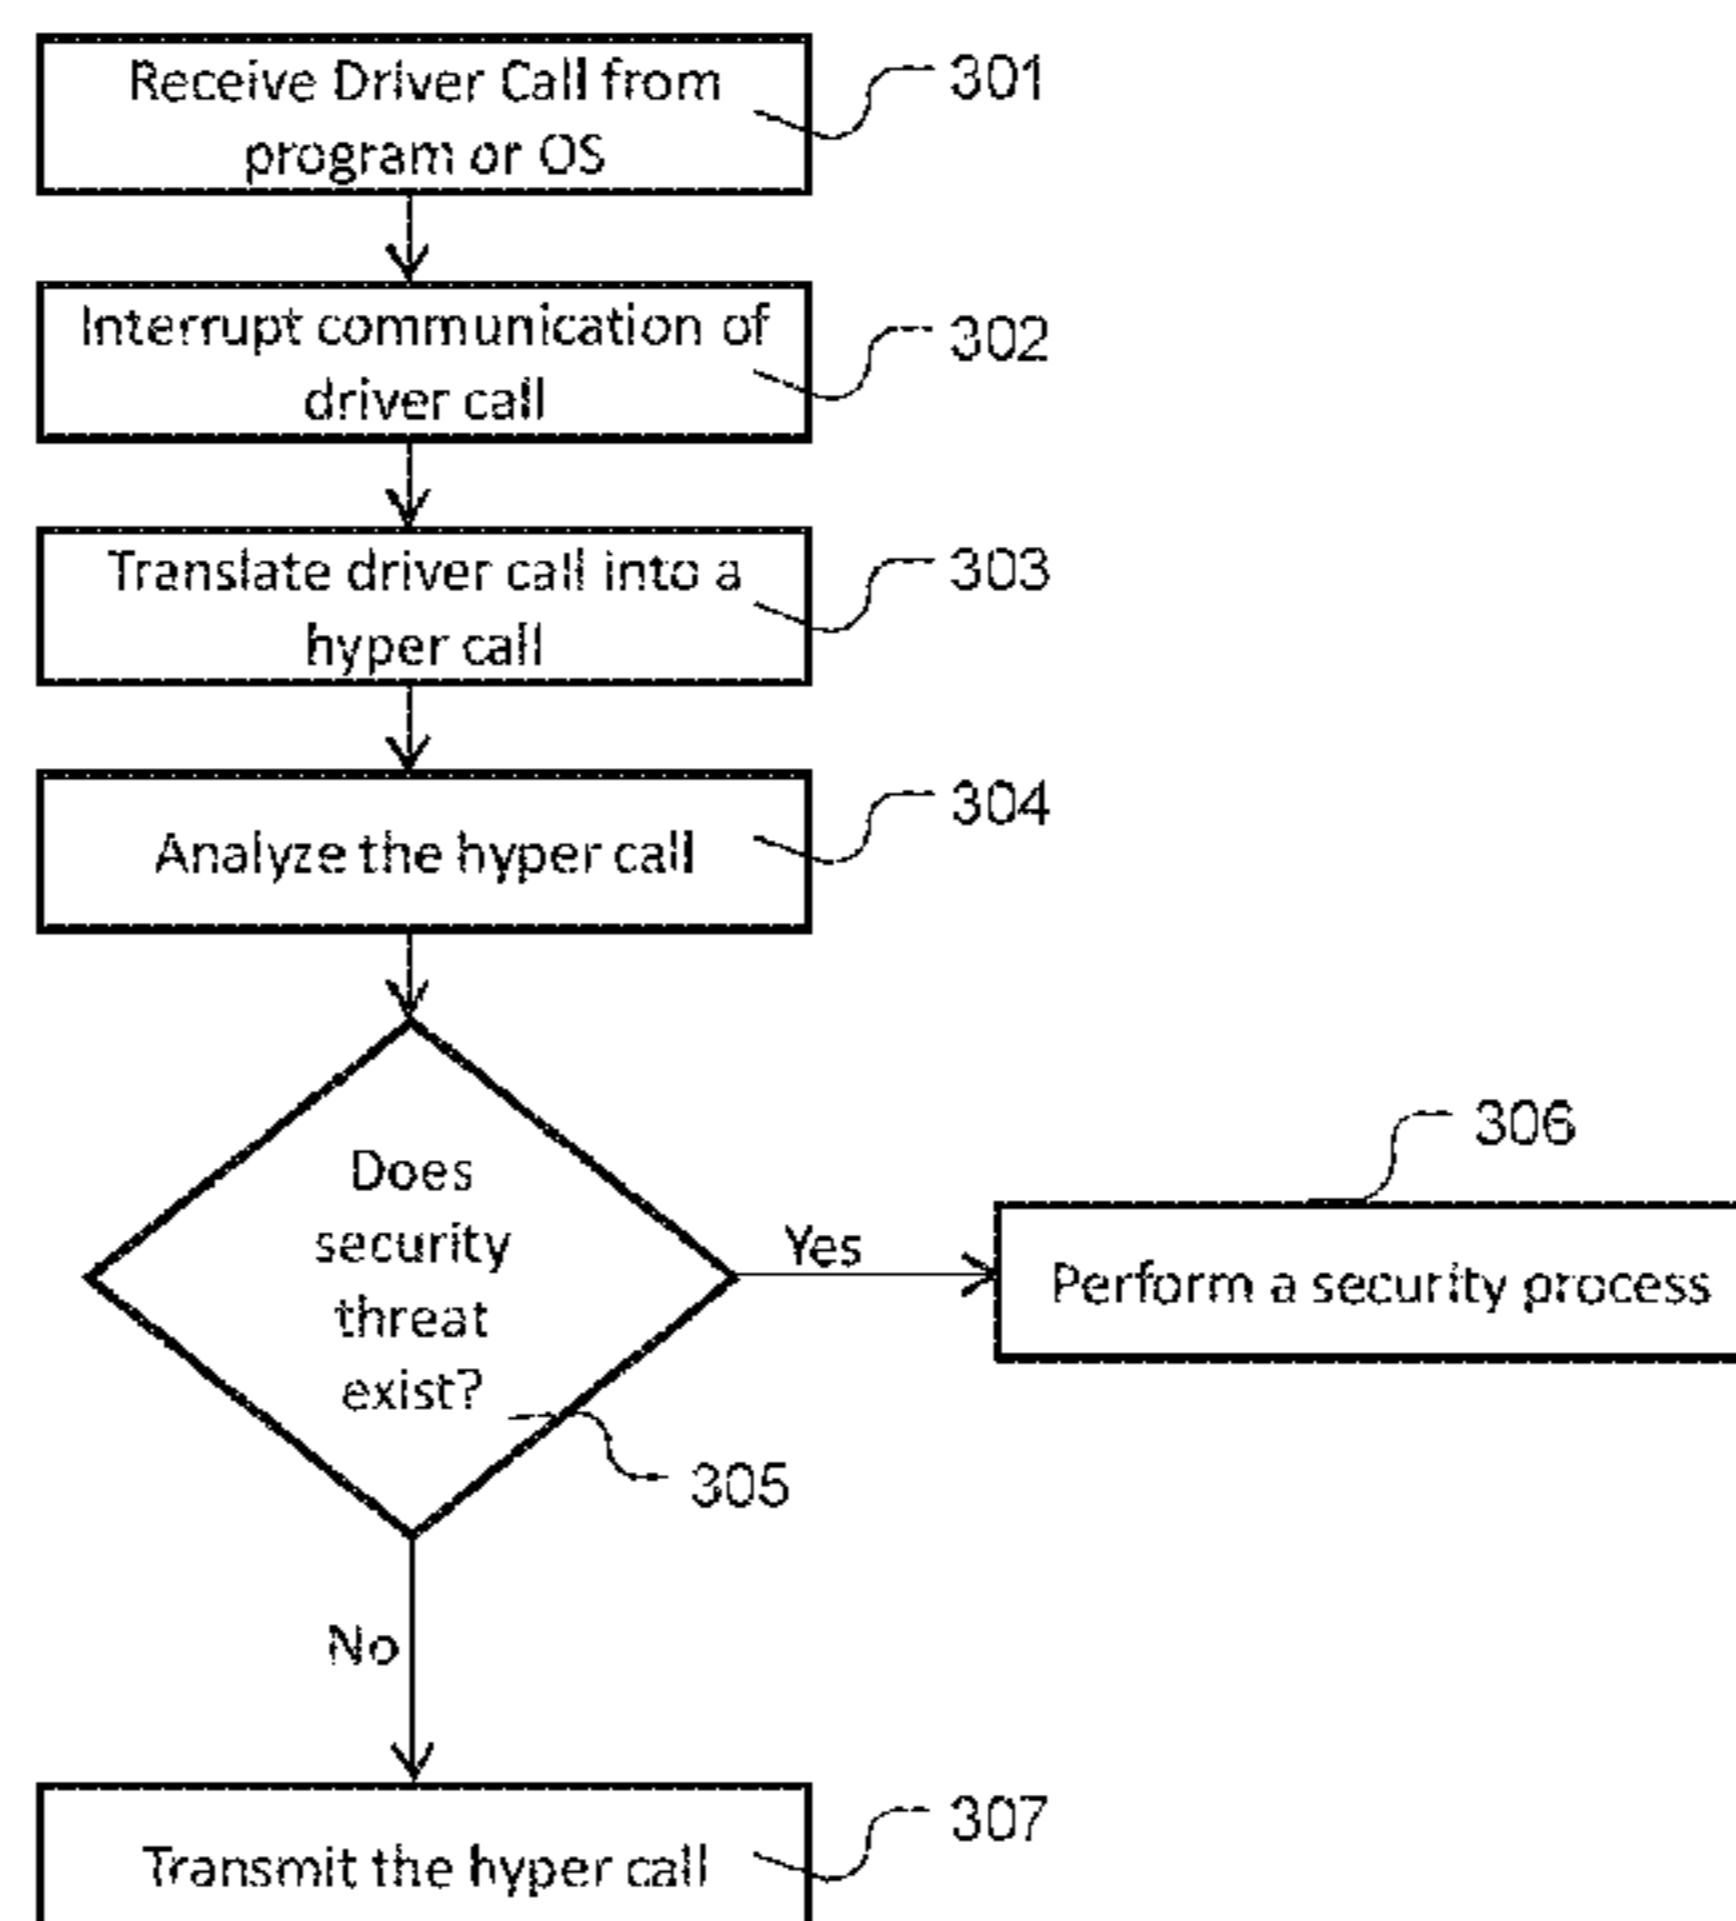 Receive Driver Call from
program or OS
301
Interrupt communication of
driver call
302
Translate driver call into a
hyper call
303
Analyze the hyper call
304
Does
security
threat
exist?
305
Yes
306
Perform a security process
No
Transmit the hyper call
307